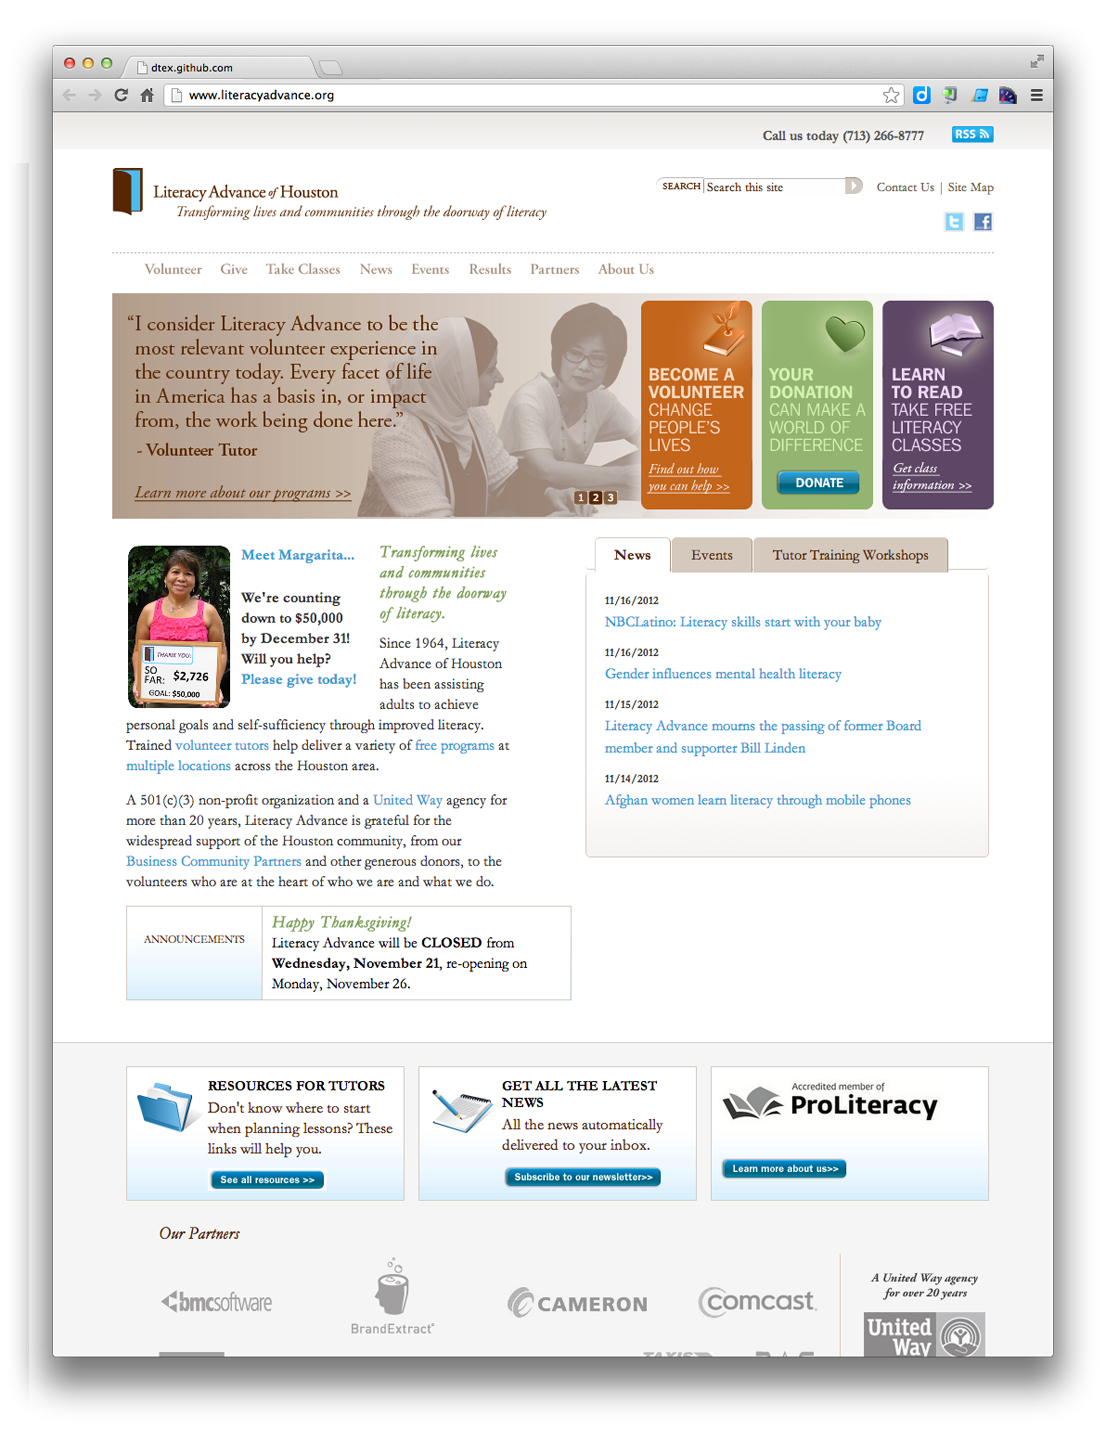 dtex.github.com
www.literacyadvance.org
Call us today (713) 266-8777
RSS
Literacy Advance of Houston
Transforming lives and communities through the doorway of literacy
SEARCH Search this site
Contact Us | Site Map
Volunteer Give Take Classes News Events Results Partners About Us
“I consider Literacy Advance to be the
most relevant volunteer experience in
the country today. Every facet of life
in America has a basis in, or impact
from, the work being done here.”
- Volunteer Tutor
Learn more about our programs >>
1 2 3
BECOME A
VOLUNTEER
CHANGE
PEOPLE'S
LIVES
Find out how
you can help >>
YOUR
DONATION
CAN MAKE A
WORLD OF
DIFFERENCE
DONATE
LEARN
TO READ
TAKE FREE
LITERACY
CLASSES
Get class
information >>
THANK YOU:
SO
FAR: $2,726
GOAL: $50,000
Meet Margarita...
We're counting
down to $50,000
by December 31!
Will you help?
Please give today!
Transforming lives
and communities
through the doorway
of literacy.
Since 1964, Literacy
Advance of Houston
has been assisting
adults to achieve
personal goals and self-sufficiency through improved literacy.
Trained volunteer tutors help deliver a variety of free programs at
multiple locations across the Houston area.
A 501(c)(3) non-profit organization and a United Way agency for
more than 20 years, Literacy Advance is grateful for the
widespread support of the Houston community, from our
Business Community Partners and other generous donors, to the
volunteers who are at the heart of who we are and what we do.
ANNOUNCEMENTS
Happy Thanksgiving!
Literacy Advance will be CLOSED from
Wednesday, November 21, re-opening on
Monday, November 26.
News Events Tutor Training Workshops
11/16/2012
NBCLatino: Literacy skills start with your baby
11/16/2012
Gender influences mental health literacy
11/15/2012
Literacy Advance mourns the passing of former Board
member and supporter Bill Linden
11/14/2012
Afghan women learn literacy through mobile phones
RESOURCES FOR TUTORS
Don't know where to start
when planning lessons? These
links will help you.
See all resources >>
GET ALL THE LATEST
NEWS
All the news automatically
delivered to your inbox.
Subscribe to our newsletter>>
Accredited member of
ProLiteracy
Learn more about us>>
Our Partners
bmcsoftware
BrandExtract
CAMERON
comcast.
A United Way agency
for over 20 years
United
Way